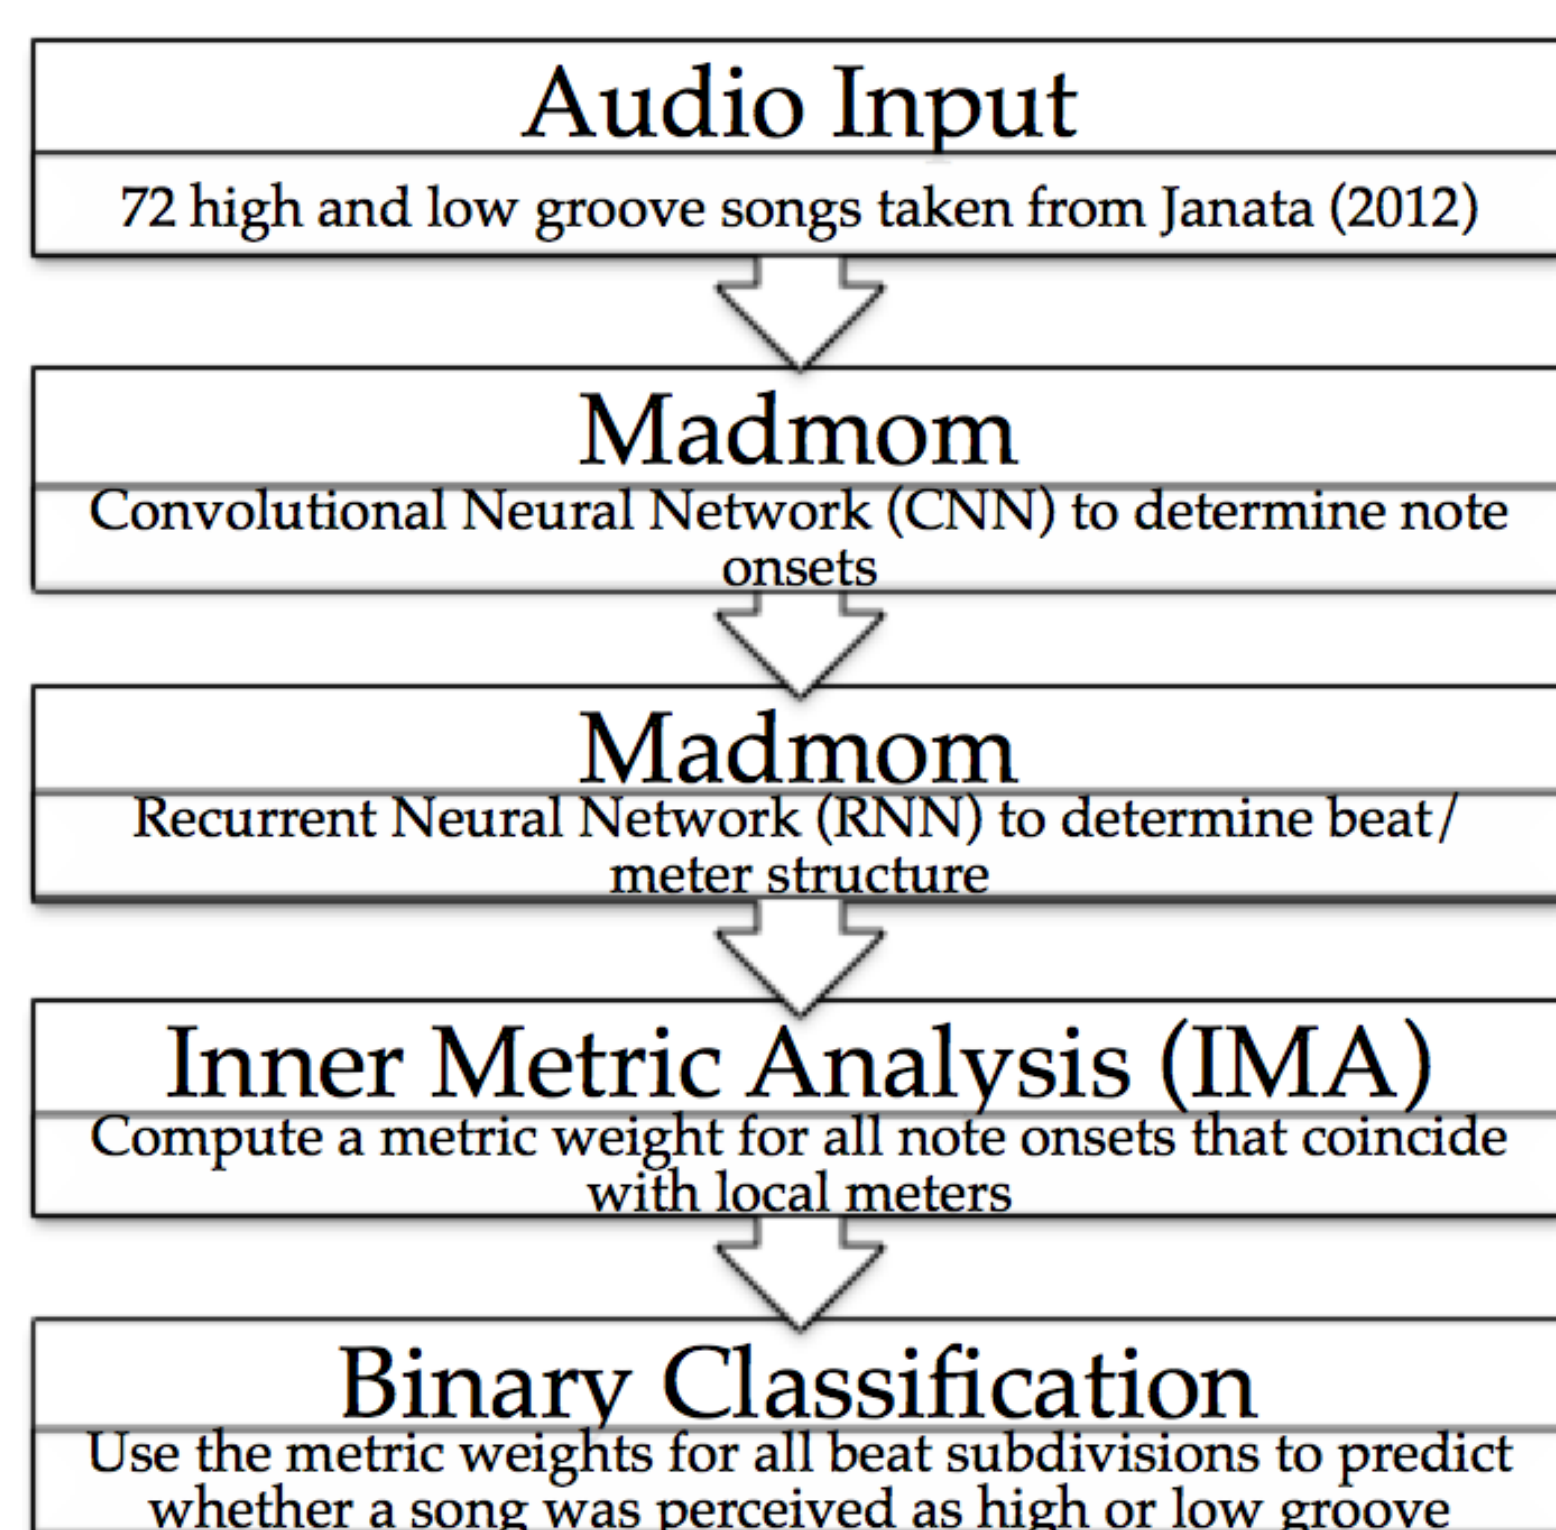 Audio Input
72 high and low groove songs taken from Janata (2012)
Madmom
Convolutional Neural Network (CNN) to determine note
onsets
Madmom
Recurrent Neural Network (RNN) to determine beat/
meter structure
Inner Metric Analysis (IMA)
Compute a metric weight for all note onsets that coincide
with local meters
Binary Classification
Use the metric weights for all beat subdivisions to predict
whether a song was perceived as high or low groove